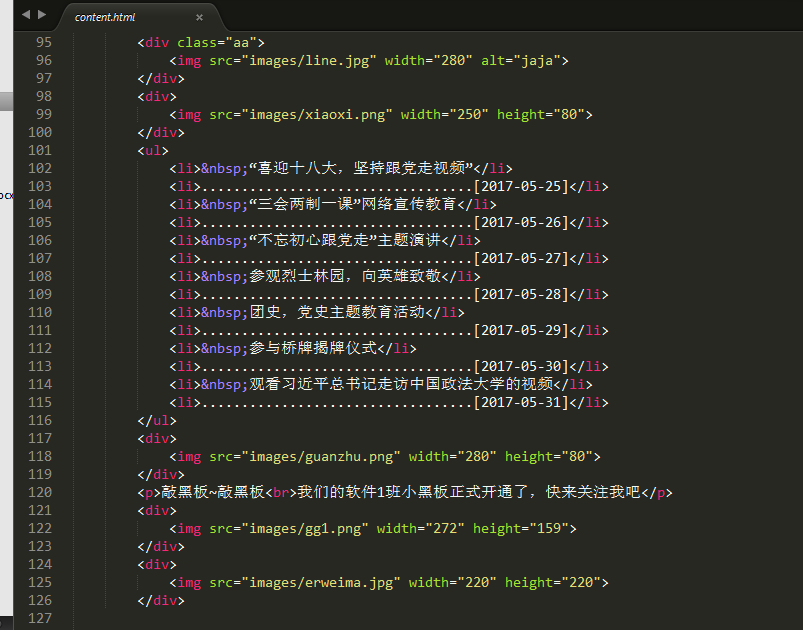 content.html ×
ocx
95 <div class="aa">
96 <img src="images/line.jpg" width="280" alt="jaja">
97 </div>
98 <div>
99 <img src="images/xiaoxi.png" width="250" height="80">
100 </div>
101 <ul>
102 <li>&nbsp;“喜迎十八大，坚持跟党走视频”</li>
103 <li>..................................[2017-05-25]</li>
104 <li>&nbsp;“三会两制一课”网络宣传教育</li>
105 <li>..................................[2017-05-26]</li>
106 <li>&nbsp;“不忘初心跟党走”主题演讲</li>
107 <li>..................................[2017-05-27]</li>
108 <li>&nbsp;参观烈士林园，向英雄致敬</li>
109 <li>..................................[2017-05-28]</li>
110 <li>&nbsp;团史，党史主题教育活动</li>
111 <li>..................................[2017-05-29]</li>
112 <li>&nbsp;参与桥牌揭牌仪式</li>
113 <li>..................................[2017-05-30]</li>
114 <li>&nbsp;观看习近平总书记走访中国政法大学的视频</li>
115 <li>..................................[2017-05-31]</li>
116 </ul>
117 <div>
118 <img src="images/guanzhu.png" width="280" height="80">
119 </div>
120 <p>敲黑板~敲黑板<br>我们的软件1班小黑板正式开通了，快来关注我吧</p>
121 <div>
122 <img src="images/gg1.png" width="272" height="159">
123 </div>
124 <div>
125 <img src="images/erweima.jpg" width="220" height="220">
126 </div>
127